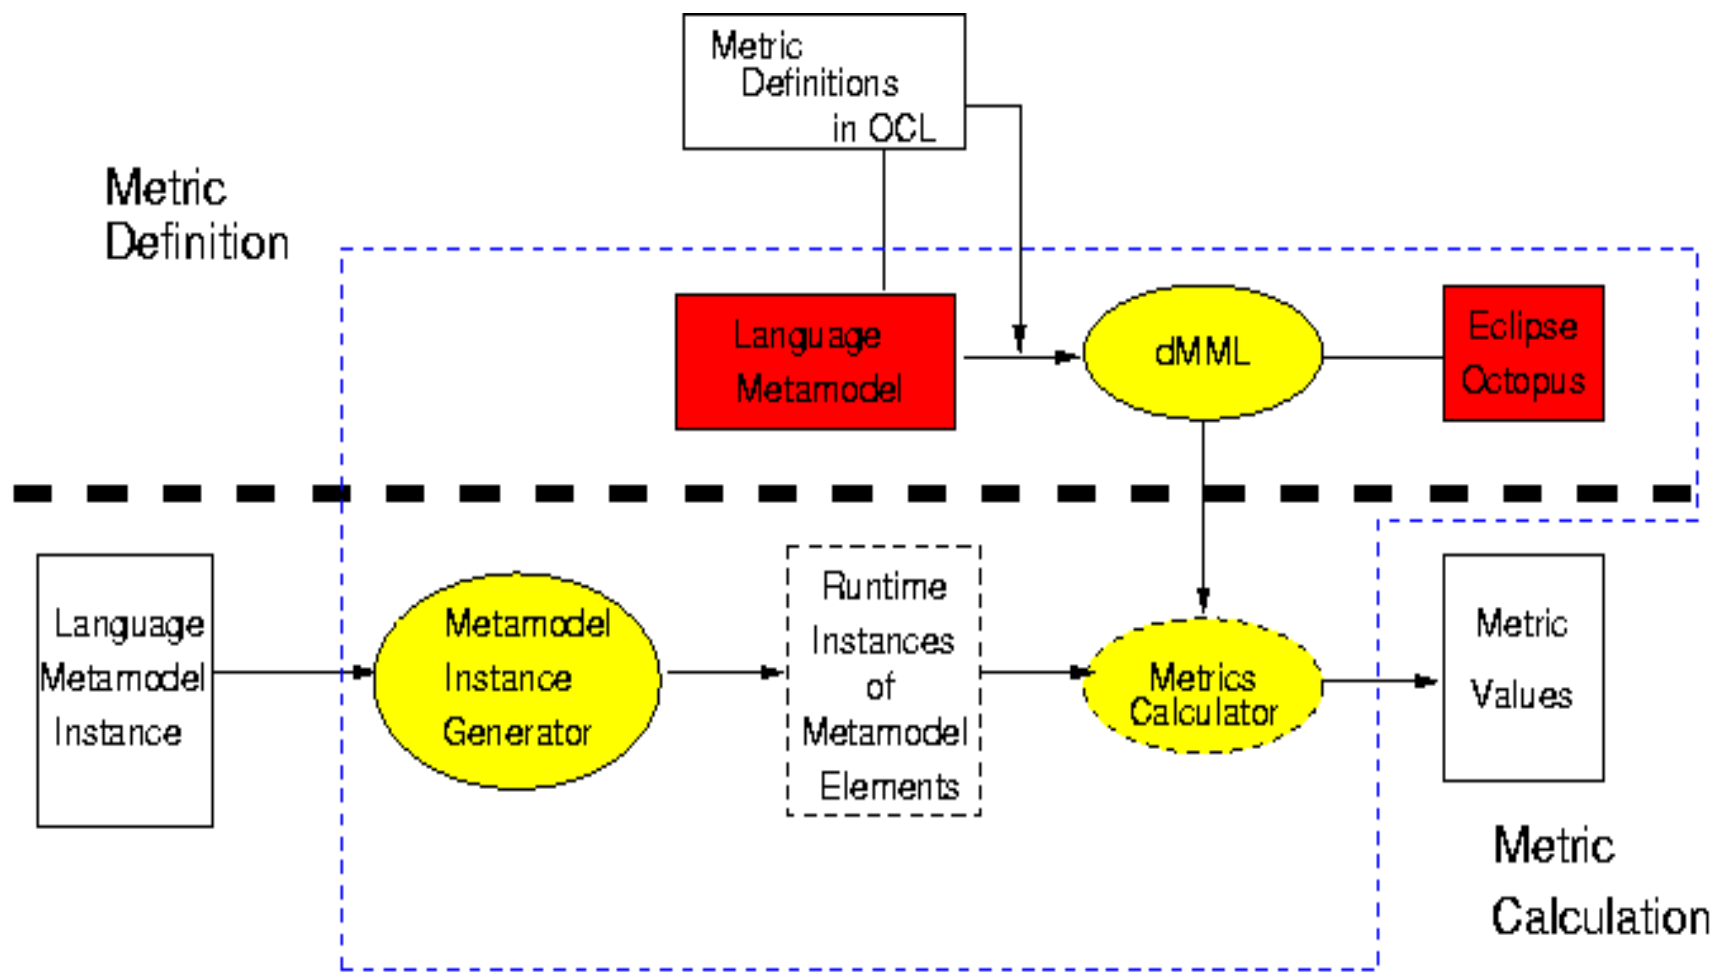 Metric
Definitions
in OCL
Metric
Definition
Language
Metamodel
dMML
Eclipse
Octopus
Language
Metamodel
Instance
Metamodel
Instance
Generator
Runtime
Instances
of
Metamodel
Elements
Metrics
Calculator
Metric
Values
Metric
Calculation